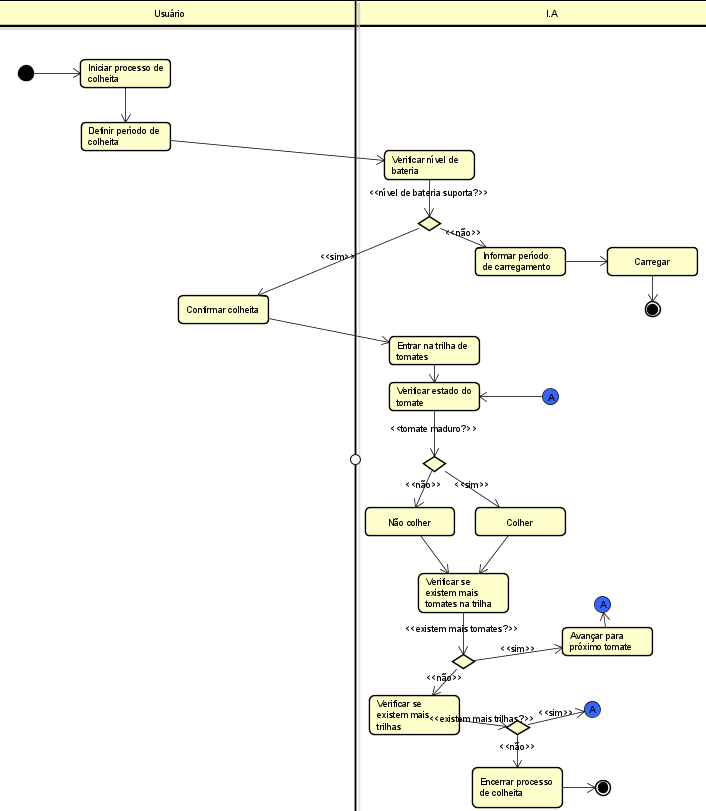 Usuário
I.A
Iniciar processo de
colheita
Definir período de
colheita
Verificar nível de
bateria
<<nível de bateria suporta?>>
<<não>>
<<sim>>
Informar período
de carregamento
Carregar
Confirmar colheita
Entrar na trilha de
tomates
Verificar estado do
tomate
A
<<tomate maduro?>>
<<não>>
<<sim>>
Não colher
Colher
Verificar se
existem mais
tomates na trilha
A
<<existem mais tomates?>>
Avançar para
próximo tomate
<<sim>>
<<não>>
Verificar se
existem mais
trilhas
<<existem mais trilhas?>>
<<sim>>
A
<<não>>
Encerrar processo
de colheita